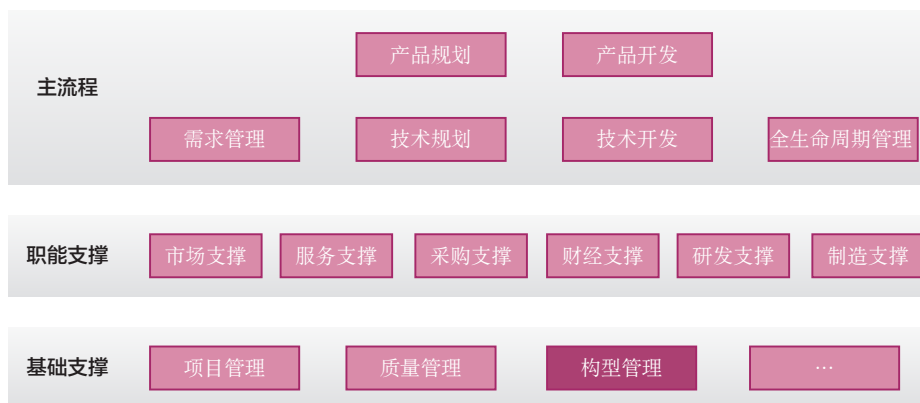 产品规划 产品开发
主流程
需求管理 技术规划 技术开发 全生命周期管理
职能支撑 市场支撑 服务支撑 采购支撑 财经支撑 研发支撑 制造支撑
基础支撑 项目管理 质量管理 构型管理 …